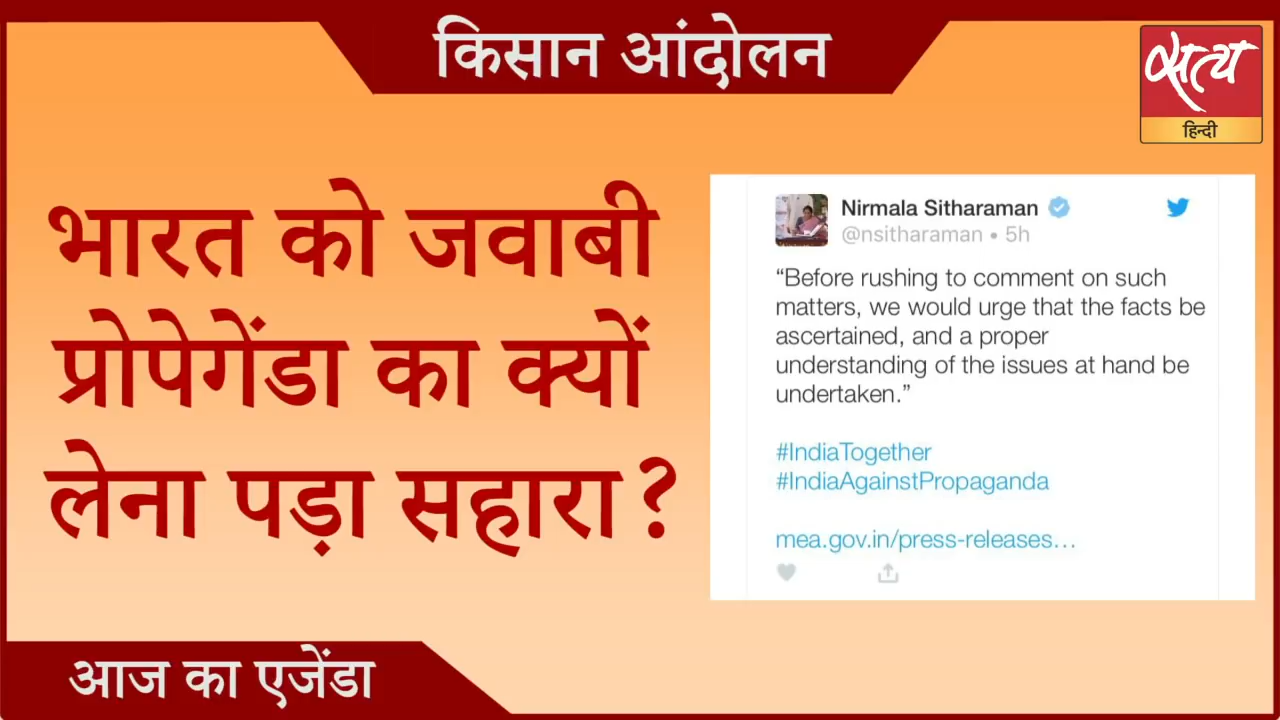 किसान आंदोलन
सत्य
हिन्दी
भारत को जवाबी
प्रोपेगेंडा का क्यों
लेना पड़ा सहारा?
Nirmala Sitharaman
@nsitharaman • 5h
“Before rushing to comment on such
matters, we would urge that the facts be
ascertained, and a proper
understanding of the issues at hand be
undertaken.”
#IndiaTogether
#IndiaAgainstPropaganda
mea.gov.in/press-releases…
आज का एजेंडा